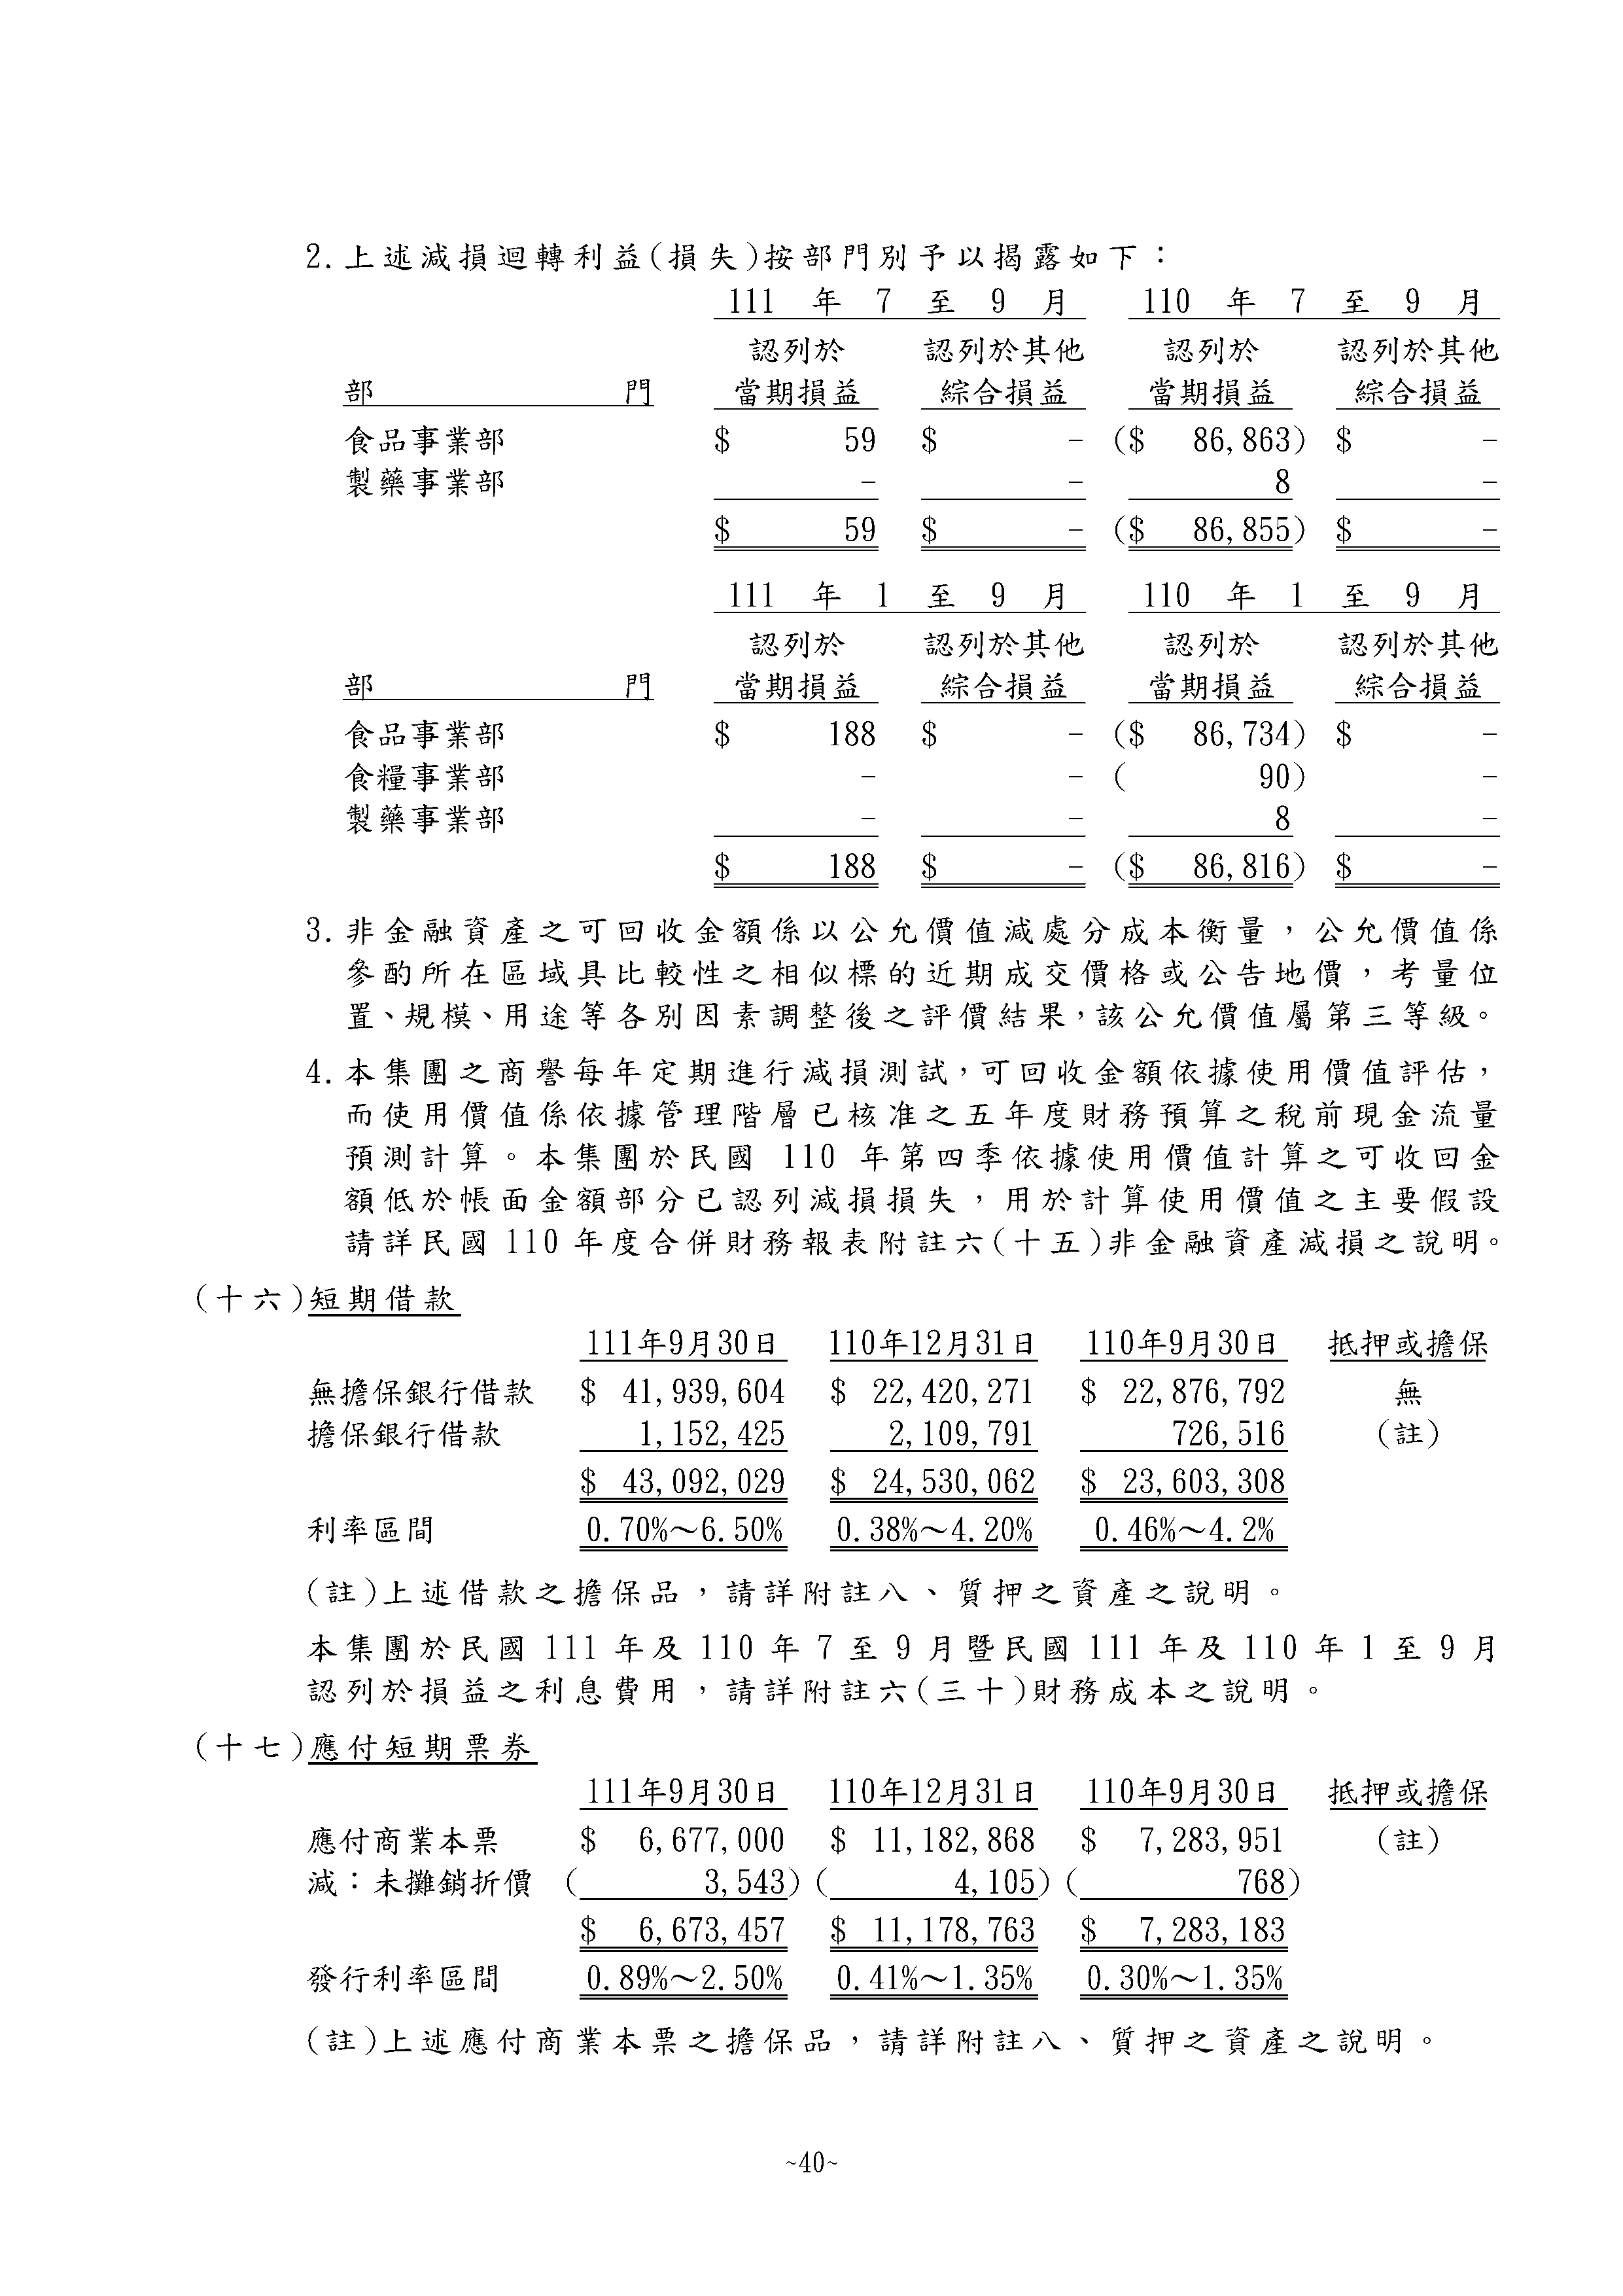 2. 上述減損迴轉利益(損失)按部門別予以揭露如下：
111 年 7 至 9 月 110 年 7 至 9 月
認列於 認列於其他 認列於 認列於其他
部 門 當期損益 綜合損益 當期損益 綜合損益
食品事業部 $ 59 $ - ($ 86,863) $ -
製藥事業部 - - 8 -
$ 59 $ - ($ 86,855) $ -
111 年 1 至 9 月 110 年 1 至 9 月
認列於 認列於其他 認列於 認列於其他
部 門 當期損益 綜合損益 當期損益 綜合損益
食品事業部 $ 188 $ - ($ 86,734) $ -
食糧事業部 - - ( 90) -
製藥事業部 - - 8 -
$ 188 $ - ($ 86,816) $ -
3. 非金融資產之可回收金額係以公允價值減處分成本衡量，公允價值係
參酌所在區域具比較性之相似標的近期成交價格或公告地價，考量位
置、規模、用途等各別因素調整後之評價結果，該公允價值屬第三等級。
4. 本集團之商譽每年定期進行減損測試，可回收金額依據使用價值評估，
而使用價值係依據管理階層已核准之五年度財務預算之稅前現金流量
預測計算。本集團於民國 110 年第四季依據使用價值計算之可收回金
額低於帳面金額部分已認列減損損失，用於計算使用價值之主要假設
請詳民國 110 年度合併財務報表附註六(十五)非金融資產減損之說明。
(十六)短期借款
111年9月30日 110年12月31日 110年9月30日 抵押或擔保
無擔保銀行借款 $ 41,939,604 $ 22,420,271 $ 22,876,792 無
擔保銀行借款 1,152,425 2,109,791 726,516 (註)
$ 43,092,029 $ 24,530,062 $ 23,603,308
利率區間 0.70%～6.50% 0.38%～4.20% 0.46%～4.2%
(註)上述借款之擔保品，請詳附註八、質押之資產之說明。
本集團於民國 111 年及 110 年 7 至 9 月暨民國 111 年及 110 年 1 至 9 月
認列於損益之利息費用，請詳附註六(三十)財務成本之說明。
(十七)應付短期票券
111年9月30日 110年12月31日 110年9月30日 抵押或擔保
應付商業本票 $ 6,677,000 $ 11,182,868 $ 7,283,951 (註)
減：未攤銷折價 ( 3,543) ( 4,105) ( 768)
$ 6,673,457 $ 11,178,763 $ 7,283,183
發行利率區間 0.89%～2.50% 0.41%～1.35% 0.30%～1.35%
(註)上述應付商業本票之擔保品，請詳附註八、質押之資產之說明。
~40~